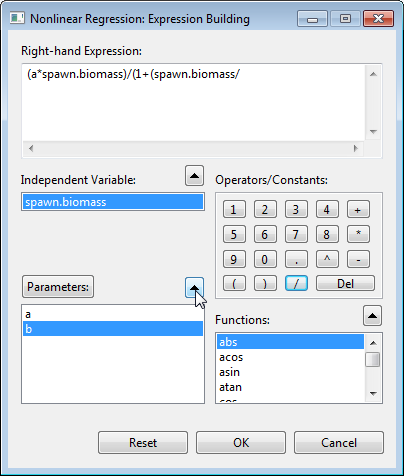 Nonlinear Regression: Expression Building
Right-hand Expression:
(a*spawn.biomass)/(1+(spawn.biomass/
Independent Variable:
spawn.biomass
Operators/Constants:
1 2 3 4 +
5 6 7 8 *
9 0 . ^ -
( ) / Del
Parameters:
a
b
Functions:
abs
acos
asin
atan
cos
Reset OK Cancel